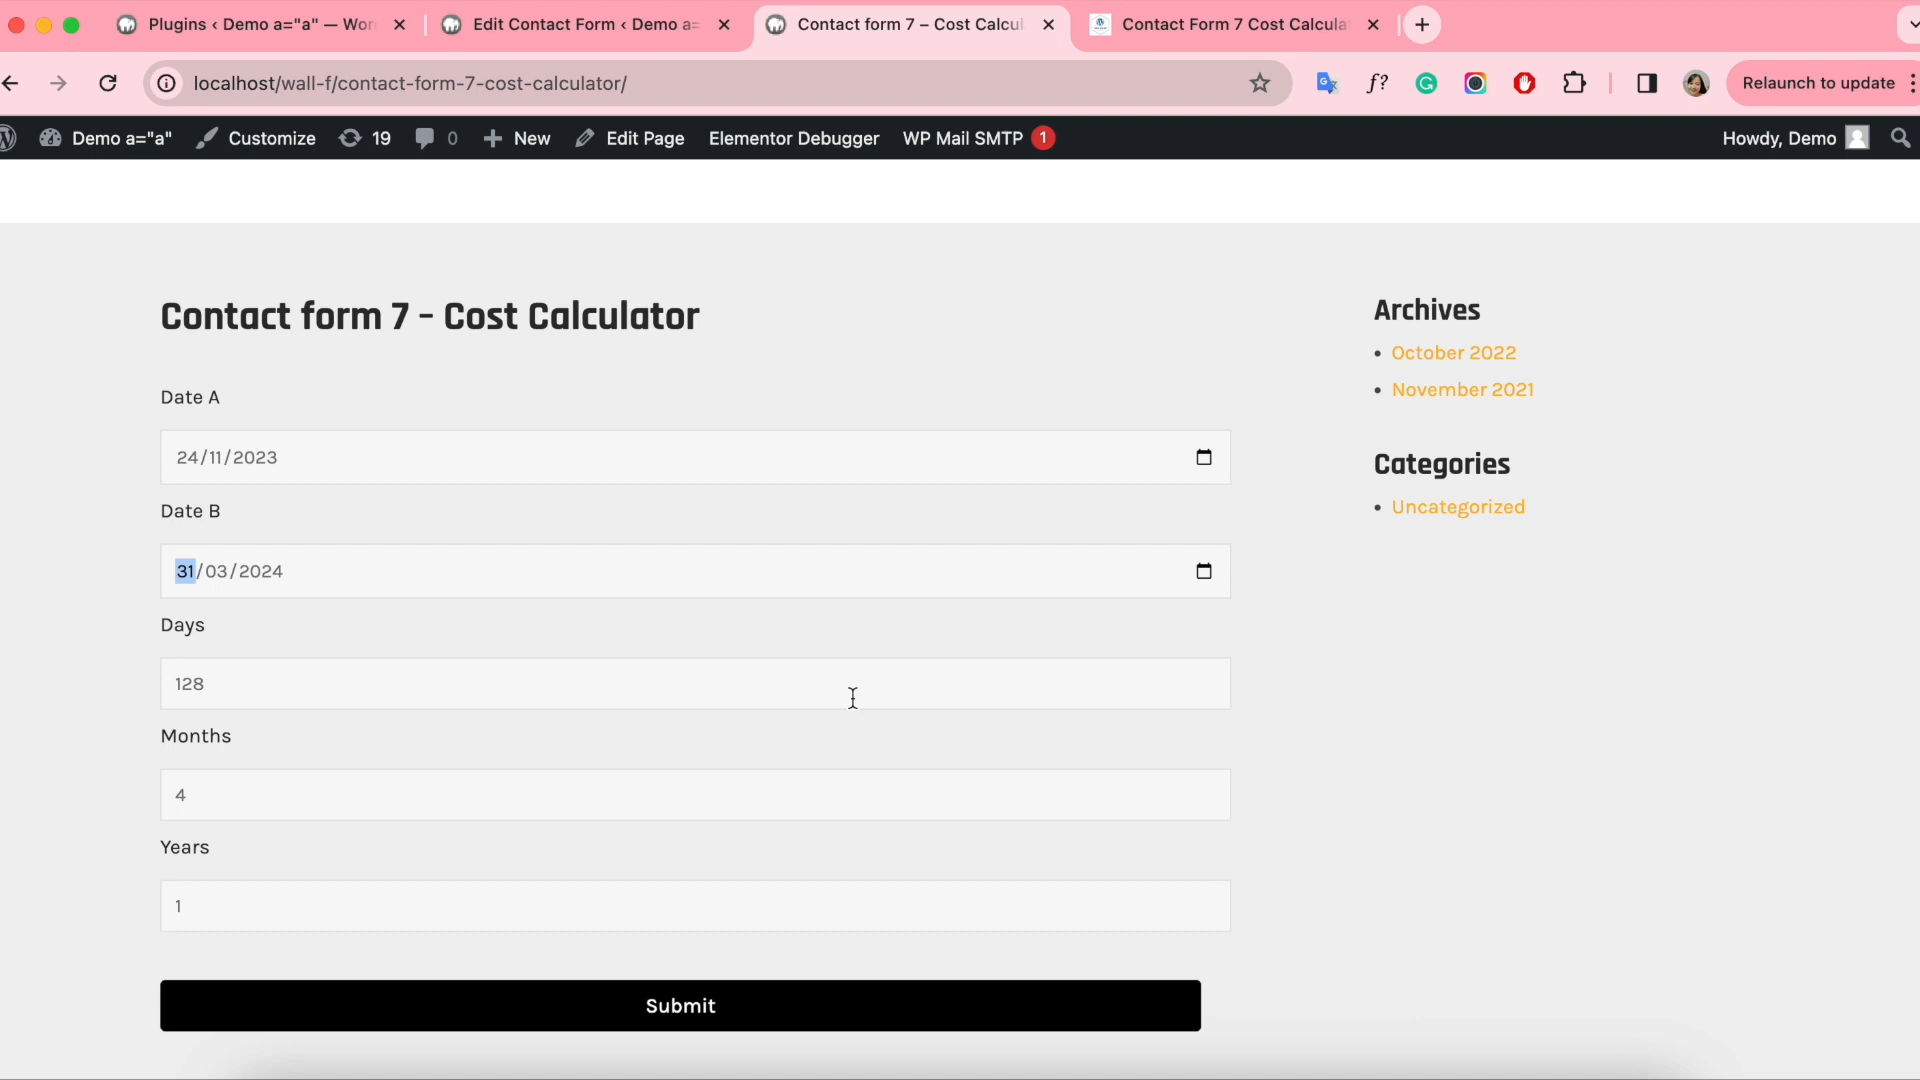 Plugins ‹ Demo a="a" — Wor
Edit Contact Form ‹ Demo a=
Contact form 7 – Cost Calcul
Contact Form 7 Cost Calcula
localhost/wall-f/contact-form-7-cost-calculator/
f?
Relaunch to update
Demo a="a"
Customize
19
0
New
Edit Page
Elementor Debugger
WP Mail SMTP 1
Howdy, Demo
Contact form 7 – Cost Calculator
Date A
24/11/2023
Date B
31/03/2024
Days
128
Months
4
Years
1
Submit
Archives
October 2022
November 2021
Categories
Uncategorized